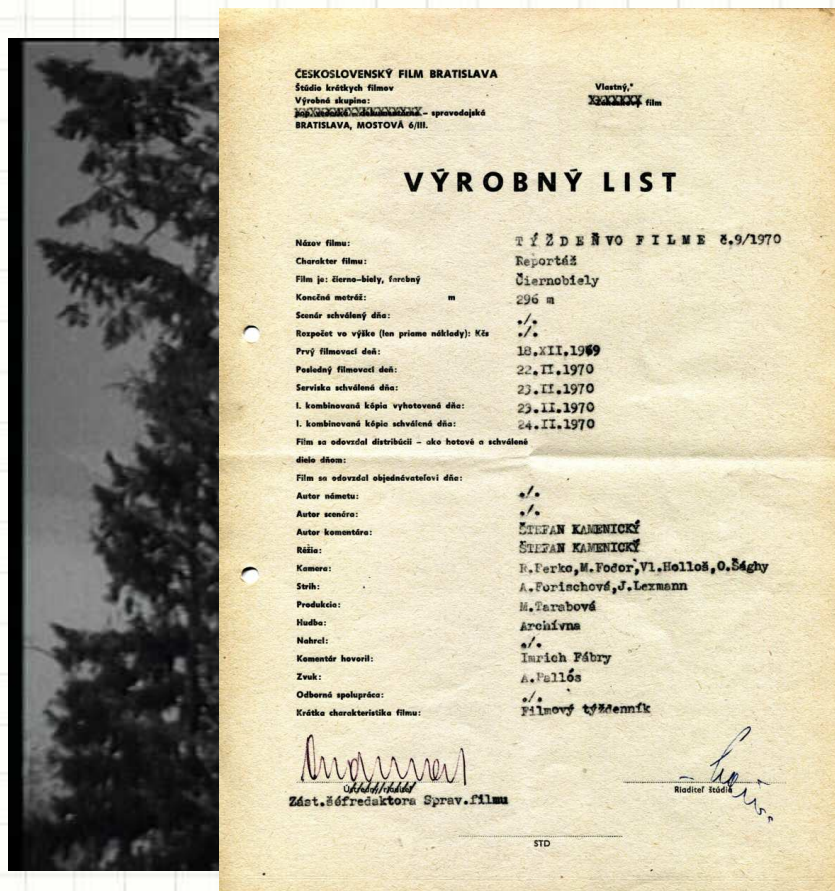 ČESKOSLOVENSKÝ FILM BRATISLAVA
Štúdio krátkych filmov
Výrobná skupina:
– spravodajská
BRATISLAVA, MOSTOVÁ 6/III.
Vlastný,*
film
VÝROBNÝ LIST
Názov filmu: TÝŽDEŇVO FILME č.9/1970
Charakter filmu: Reportáž
Film je: čierno-biely, farebný Čiernobiely
Konečná metráž: m 296 m
Scenár schválený dňa: ./.
Rozpočet vo výške (len priame náklady): Kčs ./.
Prvý filmovací deň: 18.XII.1969
Posledný filmovací deň: 22.II.1970
Serviska schválená dňa: 23.II.1970
I. kombinovaná kópia vyhotovená dňa: 23.II.1970
I. kombinovaná kópia schválená dňa: 24.II.1970
Film sa odovzdal distribúcii – ako hotové a schválené
dielo dňom:
Film sa odovzdal objednávateľovi dňa:
Autor námetu: ./.
Autor scenára: ./.
Autor komentára: ŠTEFAN KAMENICKÝ
Réžia: ŠTEFAN KAMENICKÝ
Kamera: R.Ferko,M.Fodor,Vl.Holloš,O.Šághy
Strih: A.Forischová,J.Lexmann
Produkcia: M.Tarabová
Hudba: Archívna
Nahrel: ./.
Komentár hovoril: Imrich Fábry
Zvuk: A.Pallós
Odborná spolupráca: ./.
Krátka charakteristika filmu: Filmový týždenník
Ústredný riaditeľ
Zást.šéfredaktora Sprav.filmu
Riaditeľ štúdia
STD